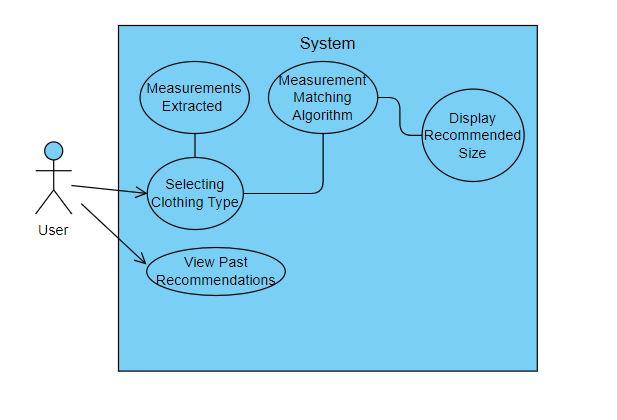 System
Measurements
Extracted
Measurement
Matching
Algorithm
Display
Recommended
Size
Selecting
Clothing Type
User
View Past
Recommendations